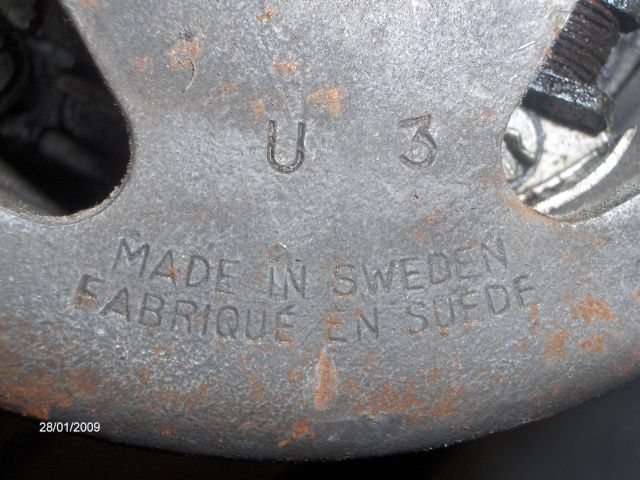 U 3
MADE IN SWEDEN
FABRIQUE EN SUEDE
28/01/2009